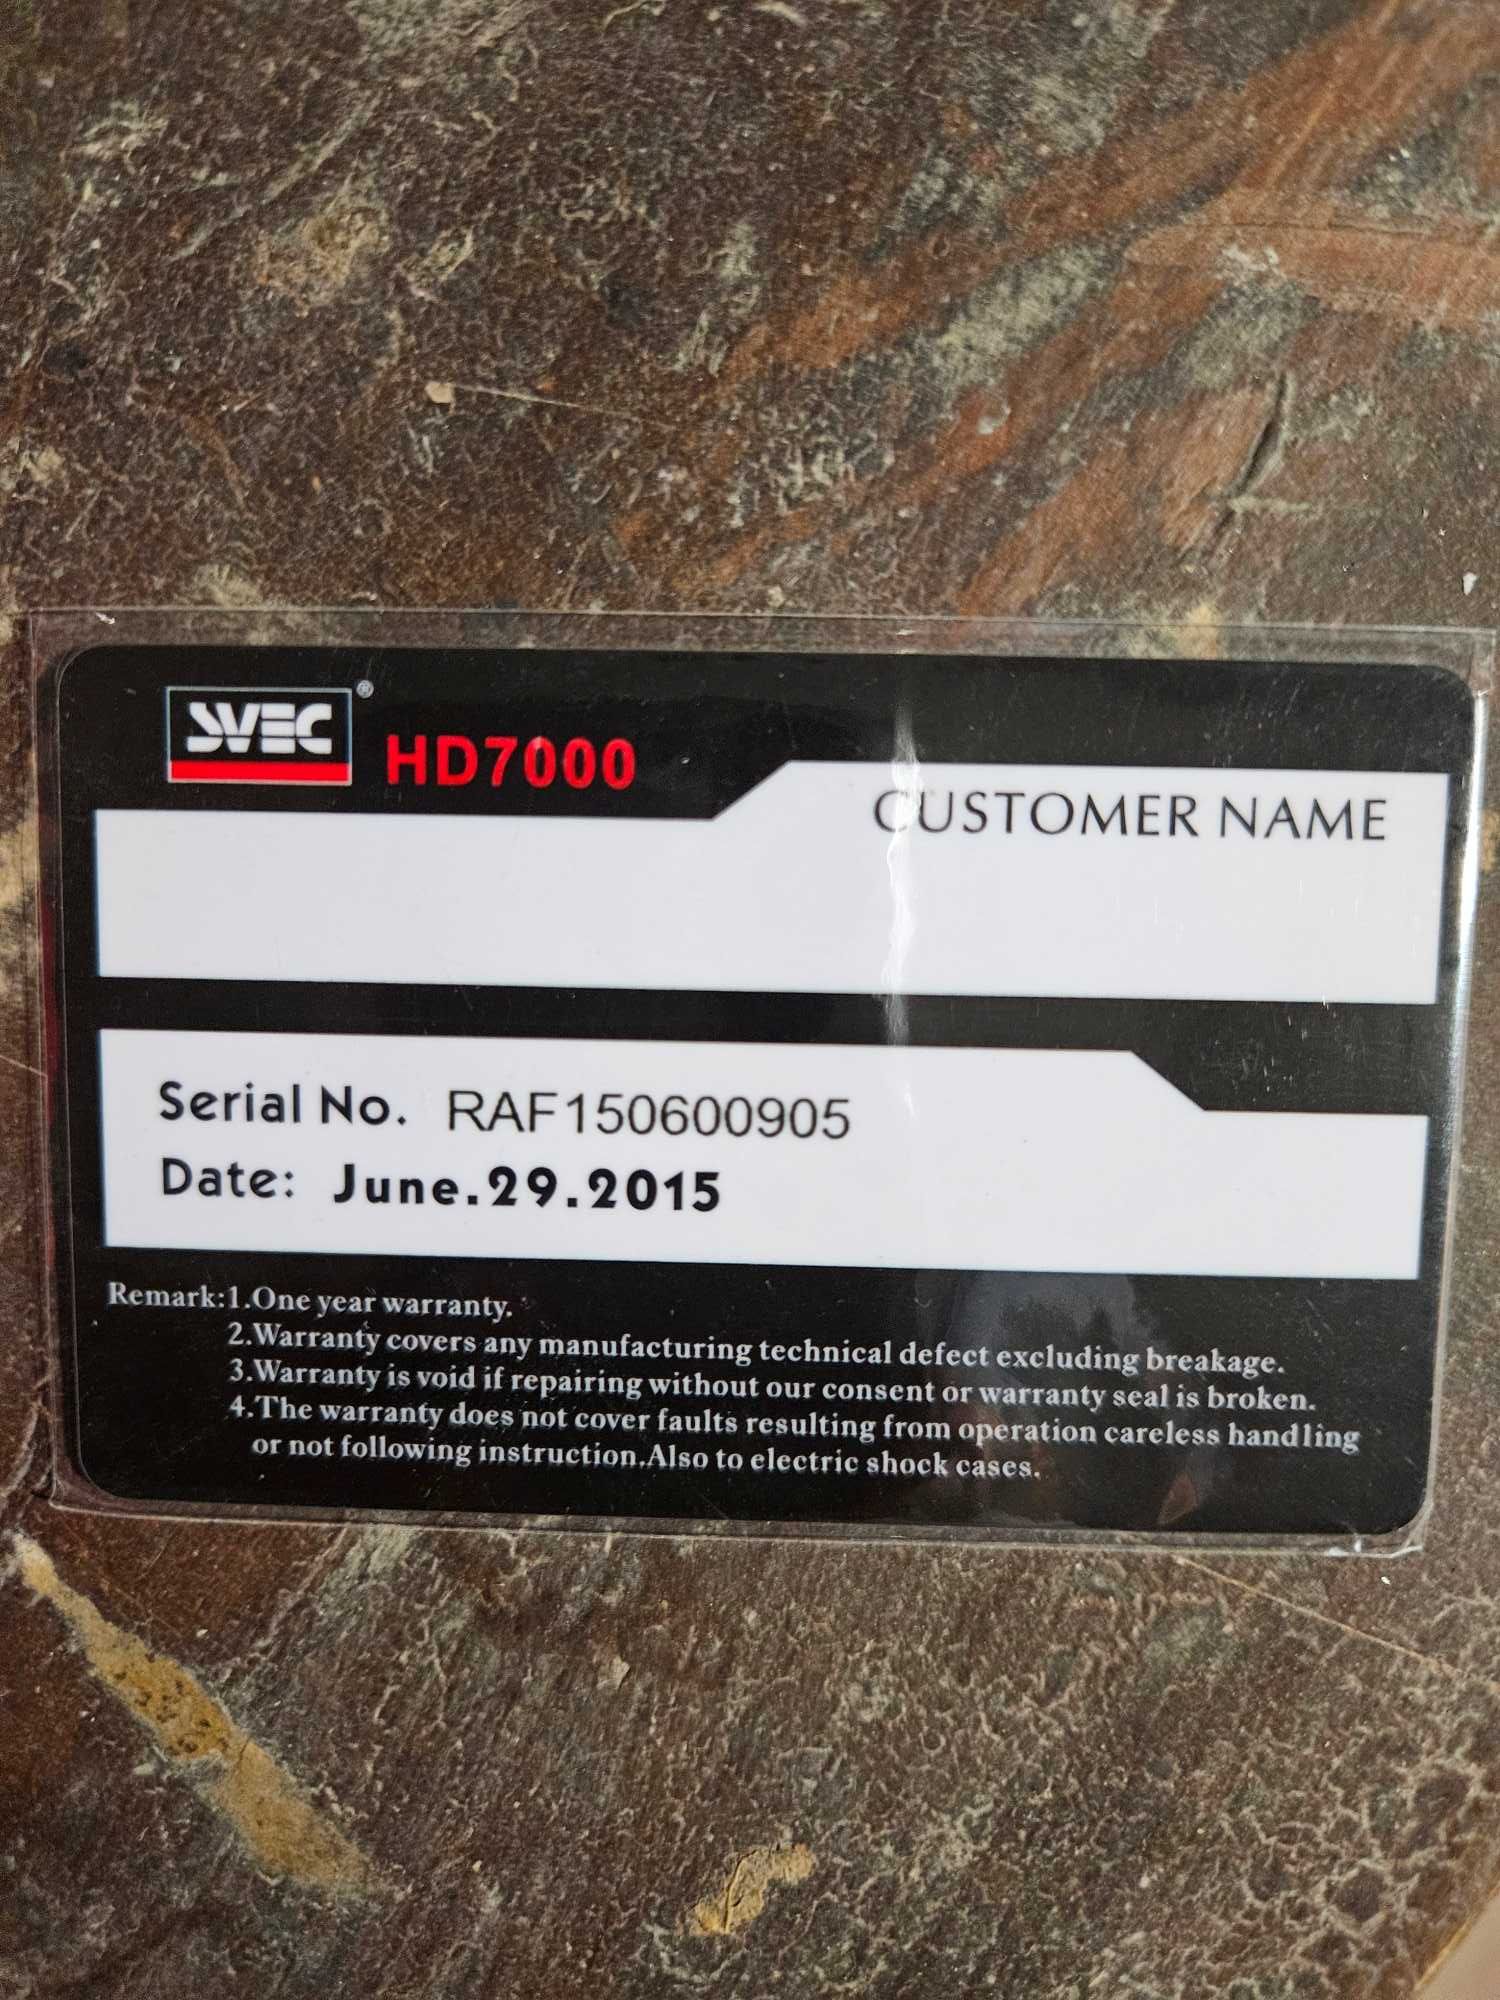 SVEC®
HD7000
CUSTOMER NAME
Serial No. RAF150600905
Date: June.29.2015
Remark:1.One year warranty.
2.Warranty covers any manufacturing technical defect excluding breakage.
3.Warranty is void if repairing without our consent or warranty seal is broken.
4.The warranty does not cover faults resulting from operation careless handling
or not following instruction.Also to electric shock cases.